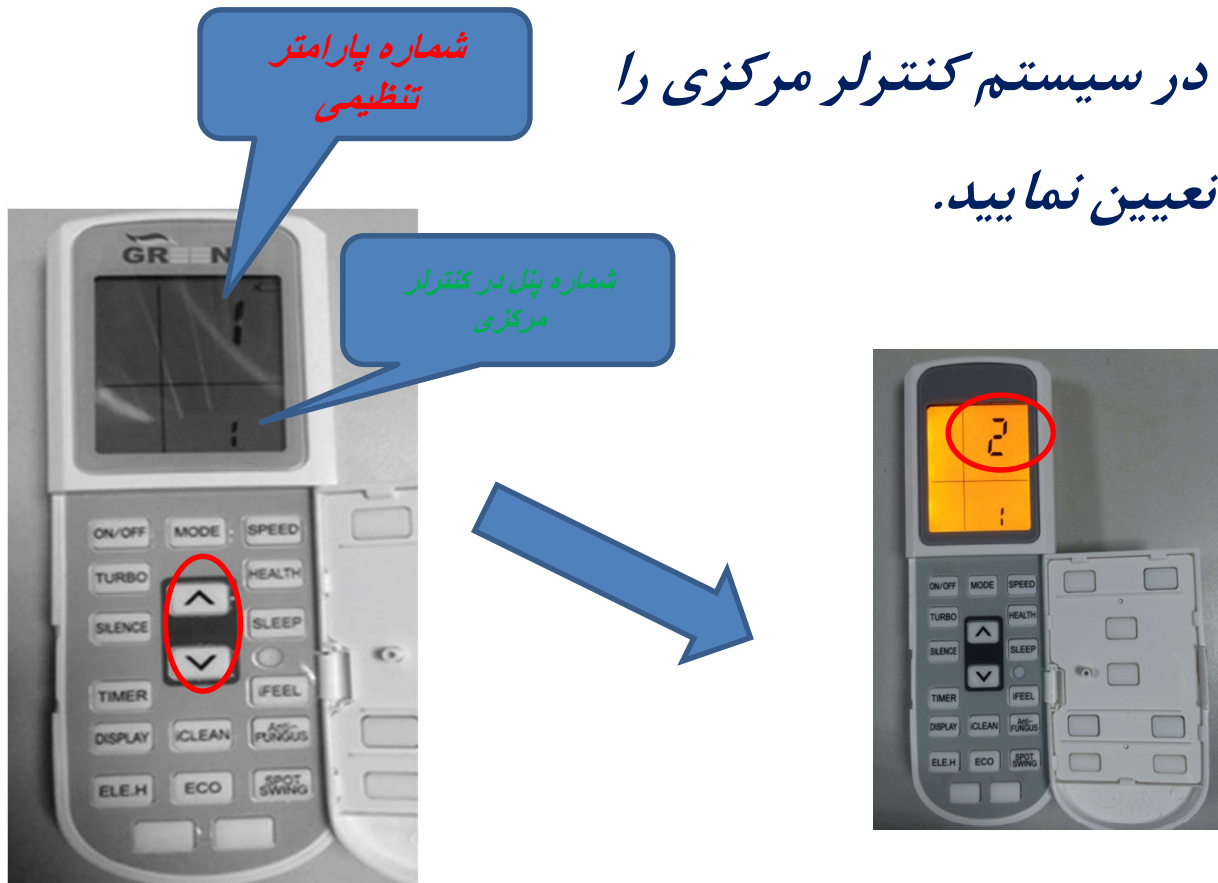 در سیستم کنترلر مرکزی را
نعیین نمایید.
شماره پارامتر
تنظیمی
شماره پنل در کنترلر
مرکزی
GREEN
1
1
ON/OFF MODE SPEED
TURBO HEALTH
SILENCE SLEEP
TIMER iFEEL
DISPLAY iCLEAN Anti-FUNGUS
ELE.H ECO SPOT SWING
2
1
ON/OFF MODE SPEED
TURBO HEALTH
SILENCE SLEEP
TIMER iFEEL
DISPLAY iCLEAN Anti-FUNGUS
ELE.H ECO SPOT SWING